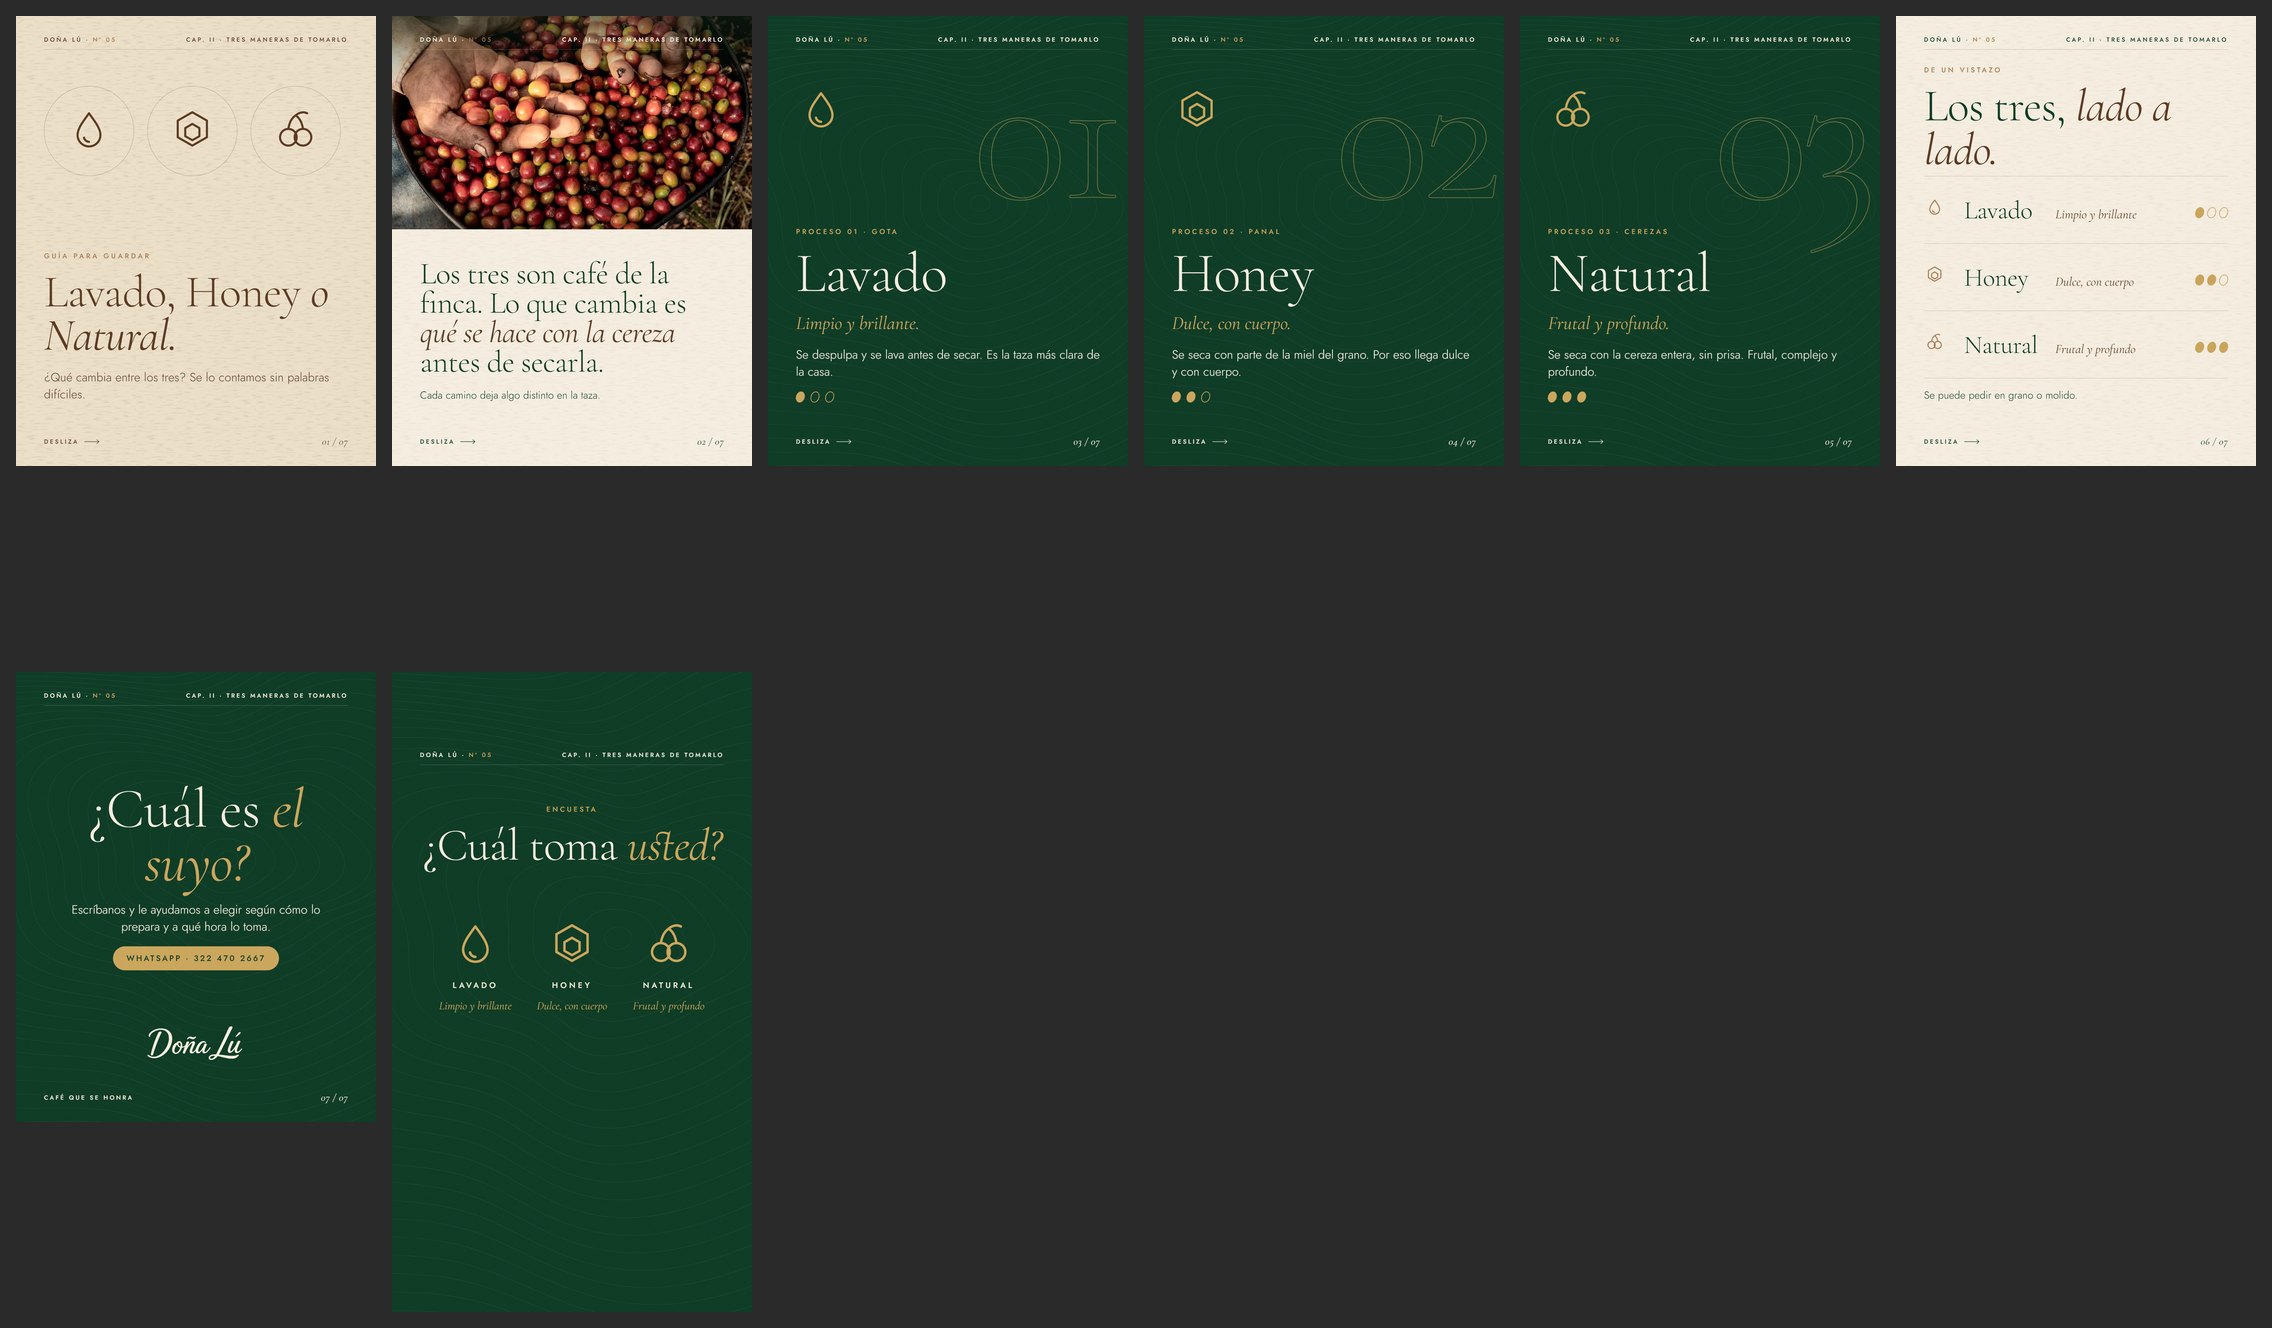 DOÑA LÚ · Nº 05
CAP. II · TRES MANERAS DE TOMARLO
GUÍA PARA GUARDAR
Lavado, Honey o
Natural.
¿Qué cambia entre los tres? Se lo contamos sin palabras
difíciles.
DESLIZA
01 / 07
DOÑA LÚ · Nº 05
CAP. II · TRES MANERAS DE TOMARLO
Los tres son café de la
finca. Lo que cambia es
qué se hace con la cereza
antes de secarla.
Cada camino deja algo distinto en la taza.
DESLIZA
02 / 07
DOÑA LÚ · Nº 05
CAP. II · TRES MANERAS DE TOMARLO
01
PROCESO 01 · GOTA
Lavado
Limpio y brillante.
Se despulpa y se lava antes de secar. Es la taza más clara de
la casa.
DESLIZA
03 / 07
DOÑA LÚ · Nº 05
CAP. II · TRES MANERAS DE TOMARLO
02
PROCESO 02 · PANAL
Honey
Dulce, con cuerpo.
Se seca con parte de la miel del grano. Por eso llega dulce
y con cuerpo.
DESLIZA
04 / 07
DOÑA LÚ · Nº 05
CAP. II · TRES MANERAS DE TOMARLO
03
PROCESO 03 · CEREZAS
Natural
Frutal y profundo.
Se seca con la cereza entera, sin prisa. Frutal, complejo y
profundo.
DESLIZA
05 / 07
DOÑA LÚ · Nº 05
CAP. II · TRES MANERAS DE TOMARLO
DE UN VISTAZO
Los tres, lado a
lado.
Lavado Limpio y brillante
Honey Dulce, con cuerpo
Natural Frutal y profundo
Se puede pedir en grano o molido.
DESLIZA
06 / 07
DOÑA LÚ · Nº 05
CAP. II · TRES MANERAS DE TOMARLO
¿Cuál es el
suyo?
Escríbanos y le ayudamos a elegir según cómo lo
prepara y a qué hora lo toma.
WHATSAPP · 322 470 2667
Doña Lú
CAFÉ QUE SE HONRA
07 / 07
DOÑA LÚ · Nº 05
CAP. II · TRES MANERAS DE TOMARLO
ENCUESTA
¿Cuál toma usted?
LAVADO
HONEY
NATURAL
Limpio y brillante
Dulce, con cuerpo
Frutal y profundo